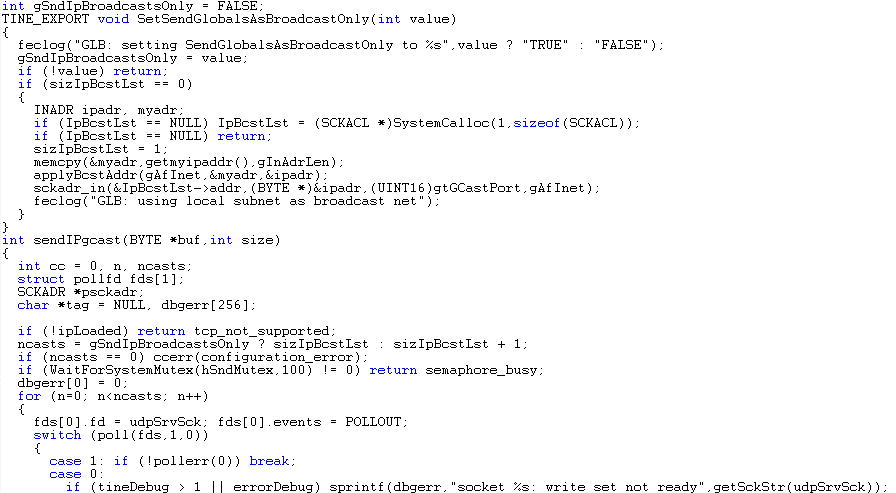 int gSndIpBroadcastsOnly = FALSE;
TINE_EXPORT void SetSendGlobalsAsBroadcastOnly(int value)
{
  feclog("GLB: setting SendGlobalsAsBroadcastOnly to %s",value ? "TRUE" : "FALSE");
  gSndIpBroadcastsOnly = value;
  if (!value) return;
  if (sizIpBcstLst == 0)
  {
    INADR ipadr, myadr;
    if (IpBcstLst == NULL) IpBcstLst = (SCKACL *)SystemCalloc(1,sizeof(SCKACL));
    if (IpBcstLst == NULL) return;
    sizIpBcstLst = 1;
    memcpy(&myadr,getmyipaddr(),gInAdrLen);
    applyBcstAddr(gAfInet,&myadr,&ipadr);
    sckadr_in(&IpBcstLst->addr,(BYTE *)&ipadr,(UINT16)gtGCastPort,gAfInet);
    feclog("GLB: using local subnet as broadcast net");
  }
}
int sendIPgcast(BYTE *buf,int size)
{
  int cc = 0, n, ncasts;
  struct pollfd fds[1];
  SCKADR *psckadr;
  char *tag = NULL, dbgerr[256];

  if (!ipLoaded) return tcp_not_supported;
  ncasts = gSndIpBroadcastsOnly ? sizIpBcstLst : sizIpBcstLst + 1;
  if (ncasts == 0) ccerr(configuration_error);
  if (WaitForSystemMutex(hSndMutex,100) != 0) return semaphore_busy;
  dbgerr[0] = 0;
  for (n=0; n<ncasts; n++)
  {
    fds[0].fd = udpSrvSck; fds[0].events = POLLOUT;
    switch (poll(fds,1,0))
    {
      case 1: if (!pollerr(0)) break;
      case 0:
        if (tineDebug > 1 || errorDebug) sprintf(dbgerr,"socket %s: write set not ready",getSckStr(udpSrvSck));